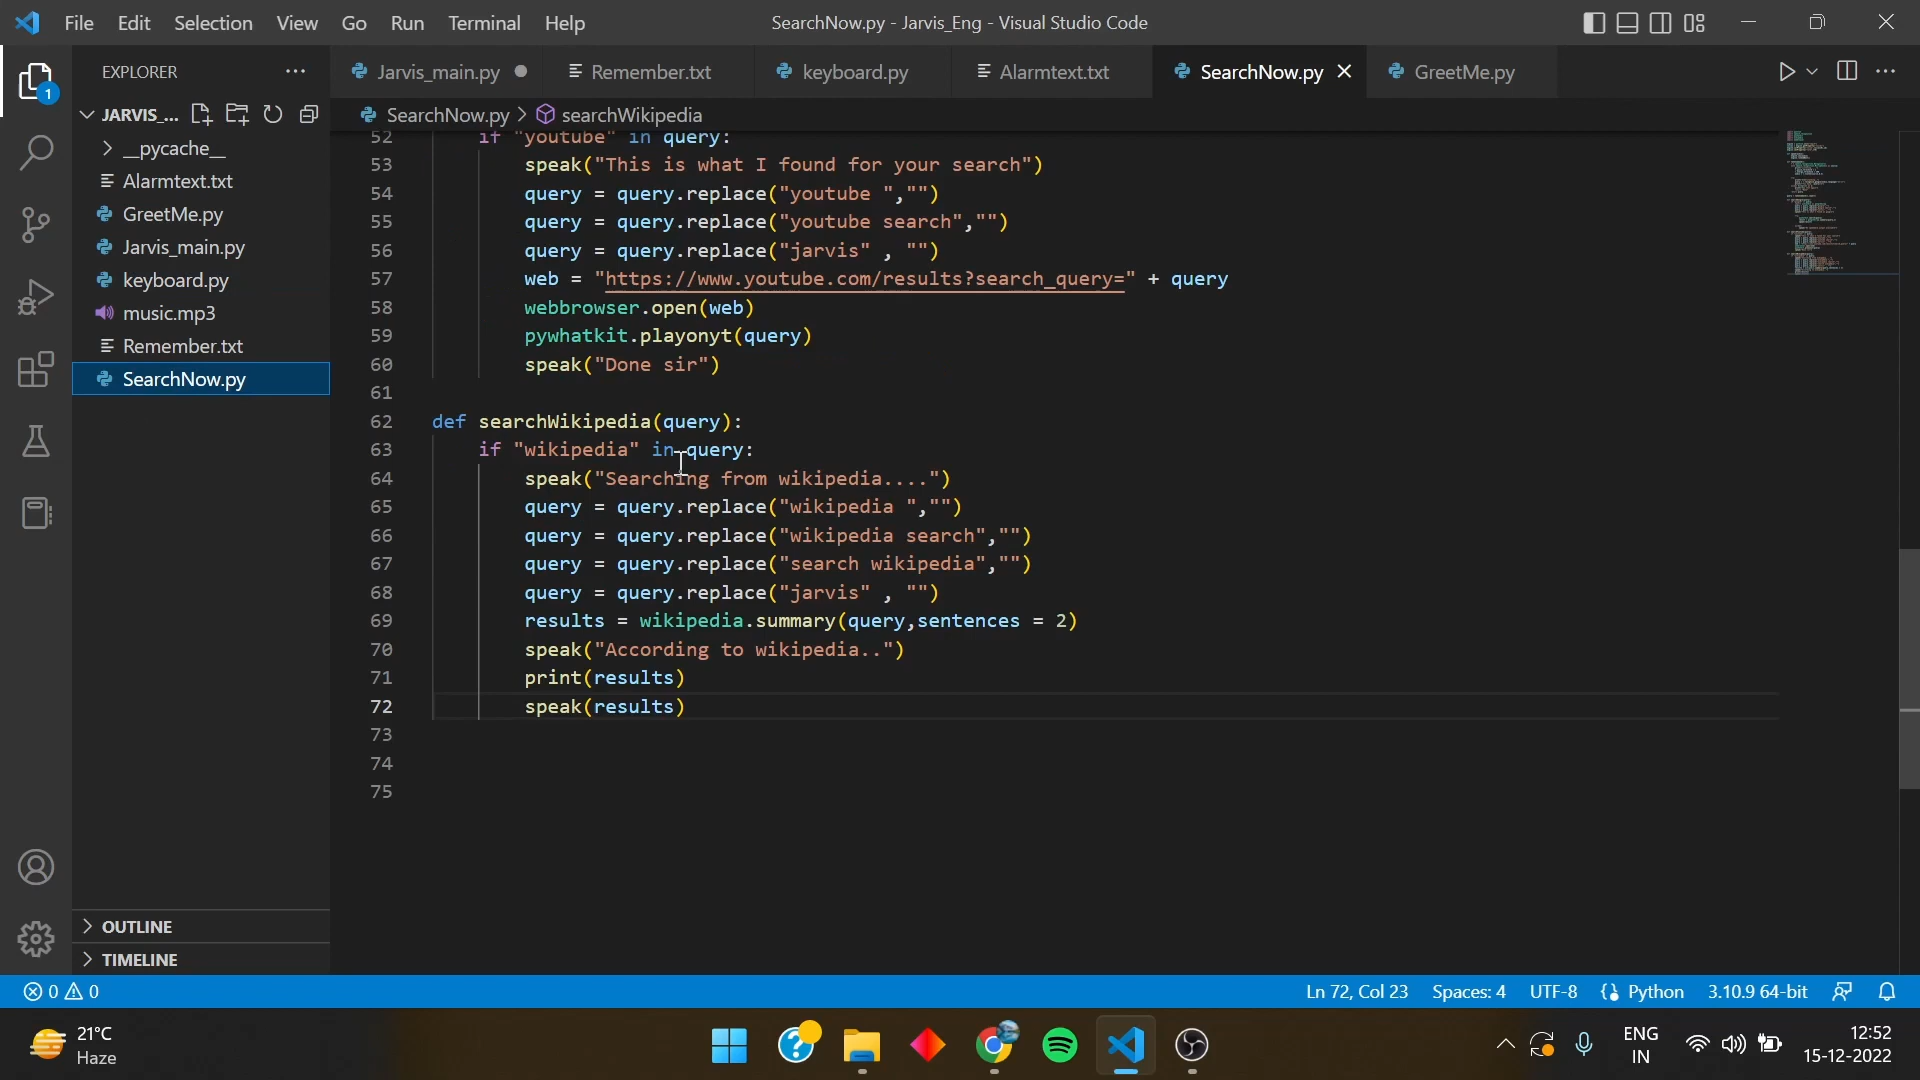 File Edit Selection View Go Run Terminal Help
SearchNow.py - Jarvis_Eng - Visual Studio Code
EXPLORER
Jarvis_main.py
Remember.txt
keyboard.py
Alarmtext.txt
SearchNow.py
GreetMe.py
1
JARVIS_...
SearchNow.py > searchWikipedia
__pycache__
Alarmtext.txt
GreetMe.py
Jarvis_main.py
keyboard.py
music.mp3
Remember.txt
SearchNow.py
52 if "youtube" in query:
53 speak("This is what I found for your search")
54 query = query.replace("youtube ","")
55 query = query.replace("youtube search","")
56 query = query.replace("jarvis" , "")
57 web = "https://www.youtube.com/results?search_query=" + query
58 webbrowser.open(web)
59 pywhatkit.playonyt(query)
60 speak("Done sir")
61
62 def searchWikipedia(query):
63 if "wikipedia" in query:
64 speak("Searching from wikipedia....")
65 query = query.replace("wikipedia ","")
66 query = query.replace("wikipedia search","")
67 query = query.replace("search wikipedia","")
68 query = query.replace("jarvis" , "")
69 results = wikipedia.summary(query,sentences = 2)
70 speak("According to wikipedia..")
71 print(results)
72 speak(results)
73
74
75
OUTLINE
TIMELINE
0 0
Ln 72, Col 23 Spaces: 4 UTF-8 Python 3.10.9 64-bit
21°C
Haze
ENG
IN
12:52
15-12-2022